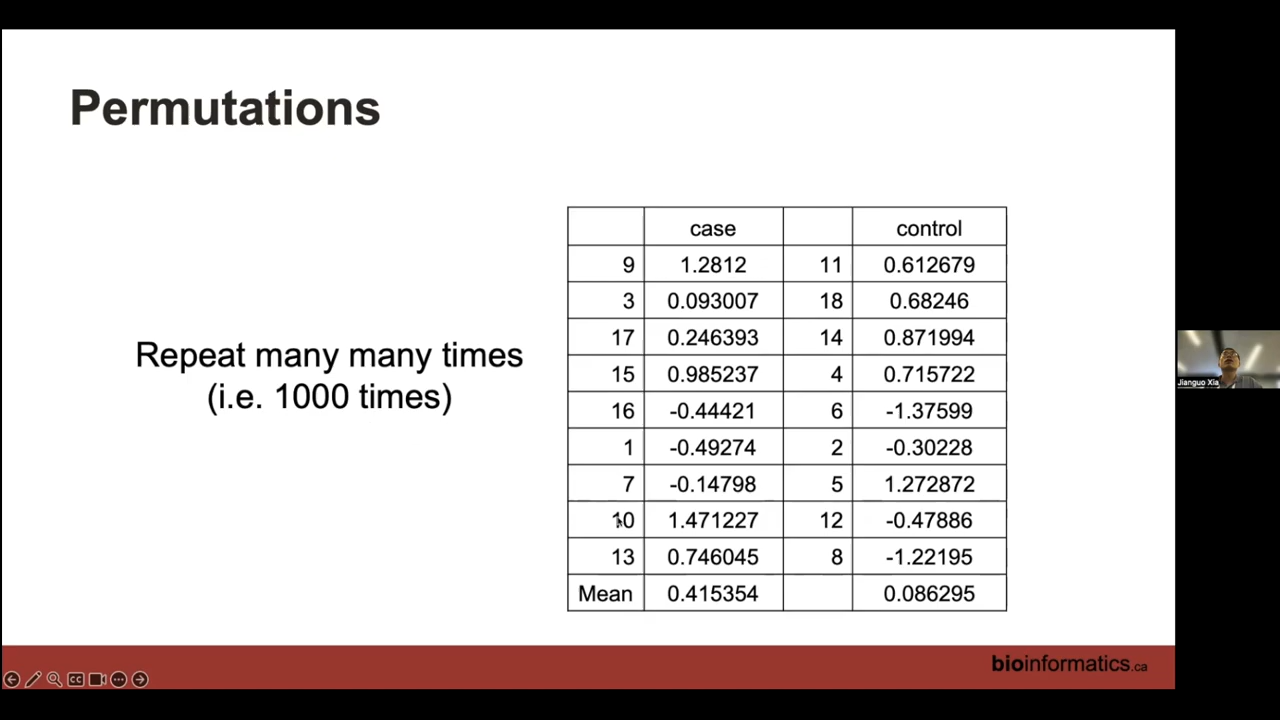 Permutations
Repeat many many times
(i.e. 1000 times)
case control
9 1.2812 11 0.612679
3 0.093007 18 0.68246
17 0.246393 14 0.871994
15 0.985237 4 0.715722
16 -0.44421 6 -1.37599
1 -0.49274 2 -0.30228
7 -0.14798 5 1.272872
10 1.471227 12 -0.47886
13 0.746045 8 -1.22195
Mean 0.415354 0.086295
Jianguo Xia
bioinformatics.ca
CC